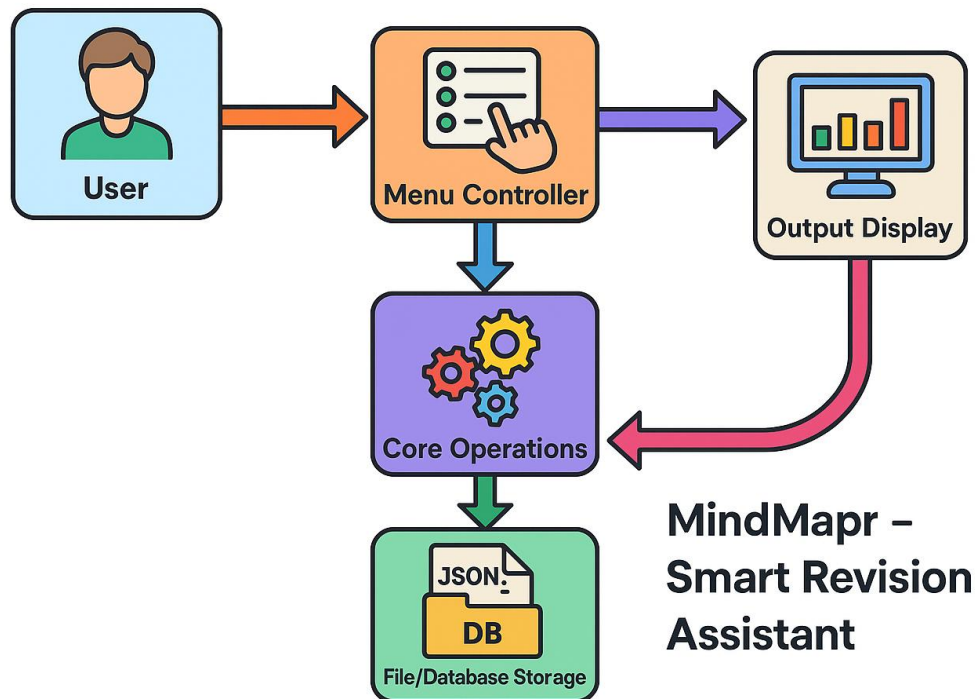 User
Menu Controller
Output Display
Core Operations
JSON.
DB
File/Database Storage
MindMapr –
Smart Revision
Assistant